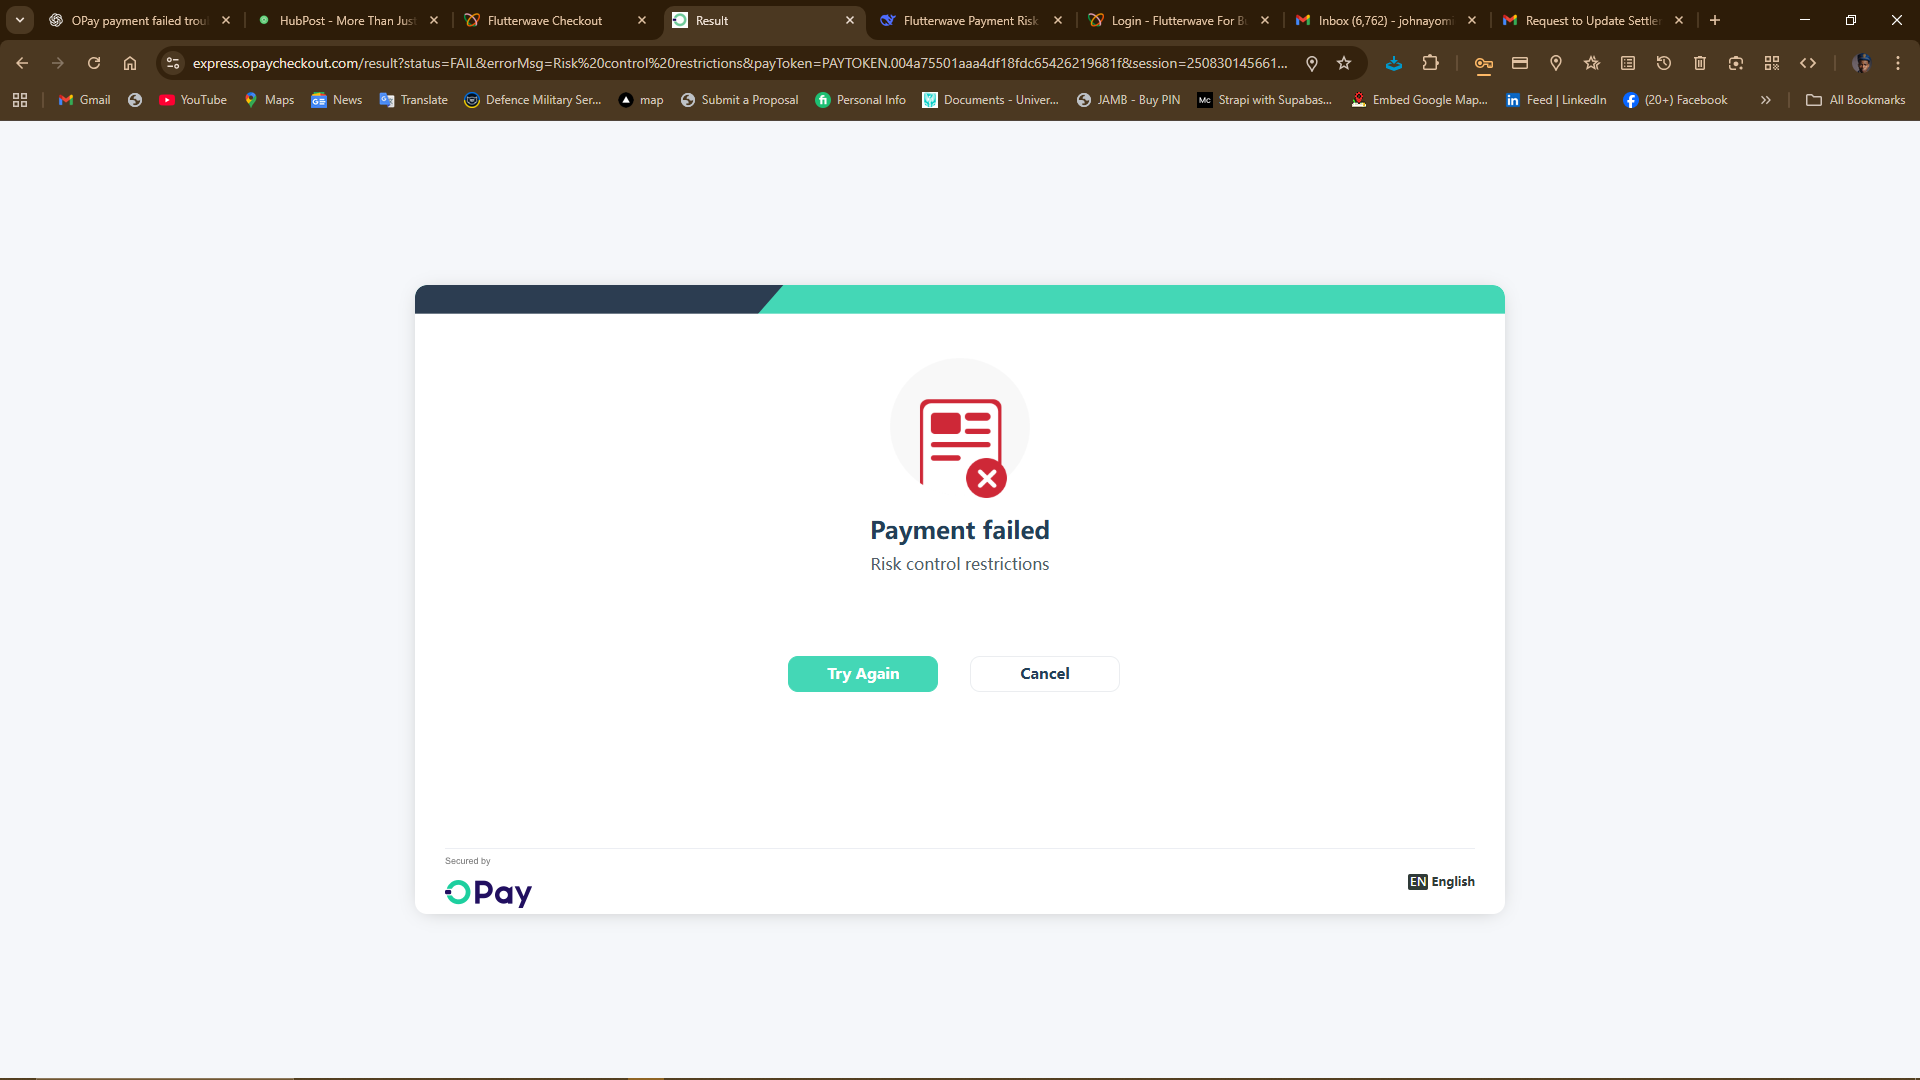 OPay payment failed trou
HubPost - More Than Just
Flutterwave Checkout
Result
Flutterwave Payment Risk
Login - Flutterwave For Bu
Inbox (6,762) - johnayomi
Request to Update Settle
express.opaycheckout.com/result?status=FAIL&errorMsg=Risk%20control%20restrictions&payToken=PAYTOKEN.004a75501aaa4df18fdc65426219681f&session=250830145661...
Gmail
YouTube
Maps
News
Translate
Defence Military Ser...
map
Submit a Proposal
Personal Info
Documents - Univer...
JAMB - Buy PIN
Strapi with Supabas...
Embed Google Map...
Feed | LinkedIn
(20+) Facebook
All Bookmarks
Payment failed
Risk control restrictions
Try Again
Cancel
Secured by
OPay
EN English